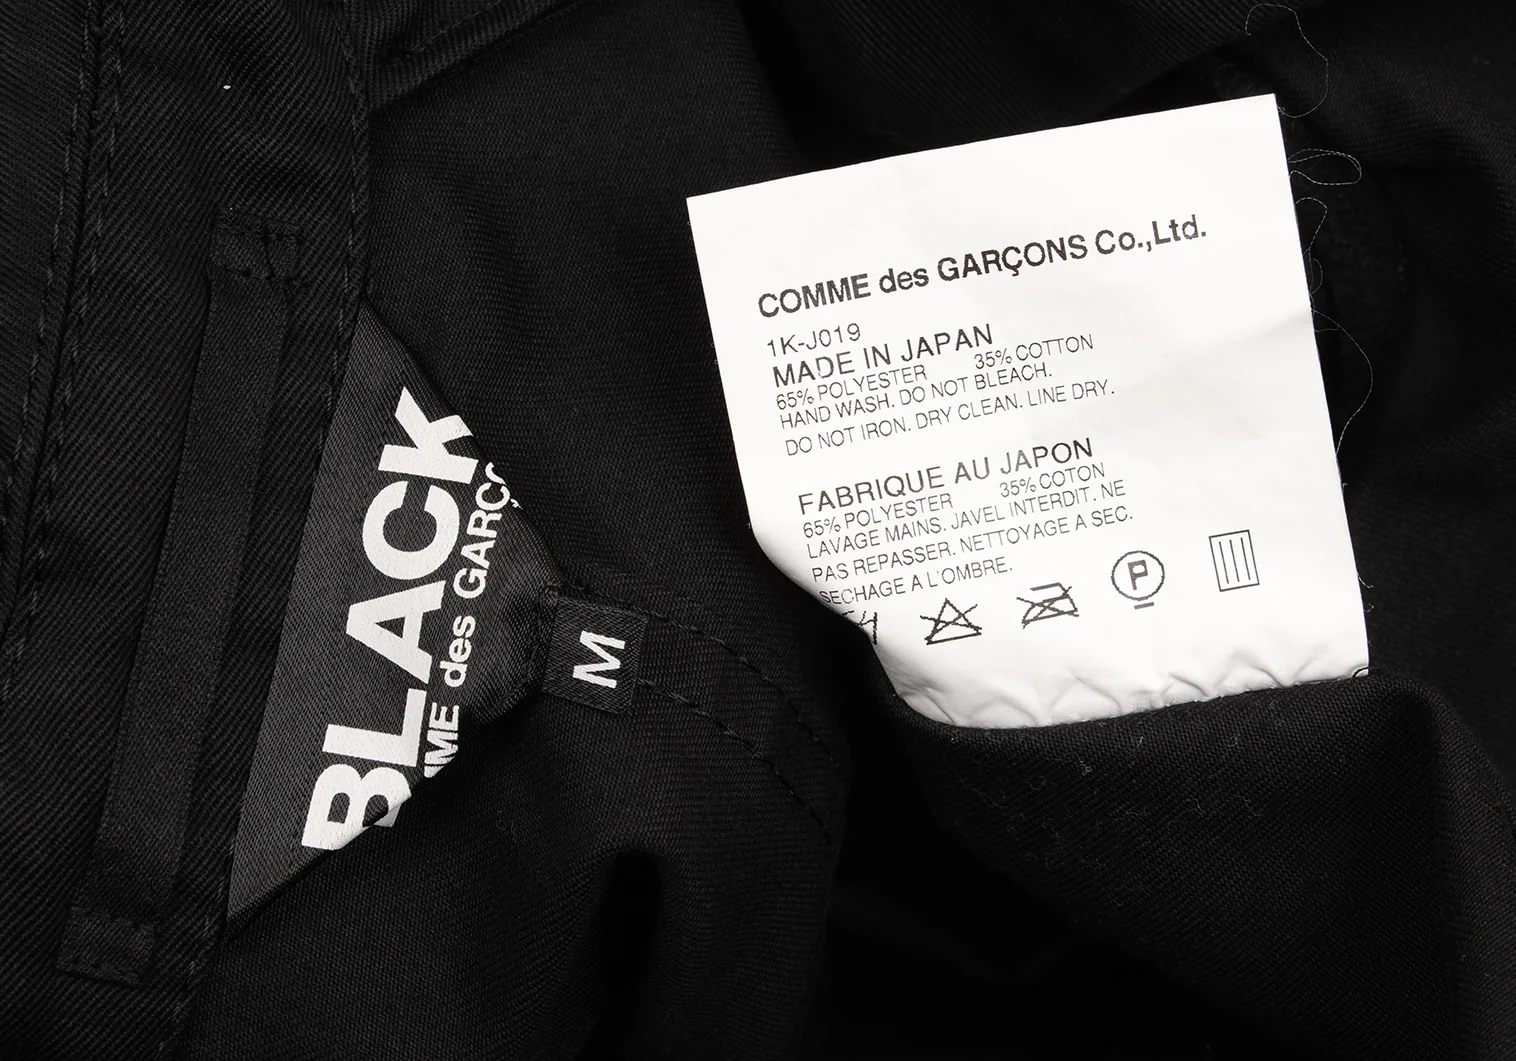 BLACK
MME des GARÇO
M
COMME des GARÇONS Co.,Ltd.
1K-J019
MADE IN JAPAN
65% POLYESTER 35% COTTON
HAND WASH. DO NOT BLEACH.
DO NOT IRON. DRY CLEAN. LINE DRY.
FABRIQUE AU JAPON
65% POLYESTER 35% COTON
LAVAGE MAINS. JAVEL INTERDIT. NE
PAS REPASSER. NETTOYAGE A SEC.
SECHAGE A L'OMBRE.
P